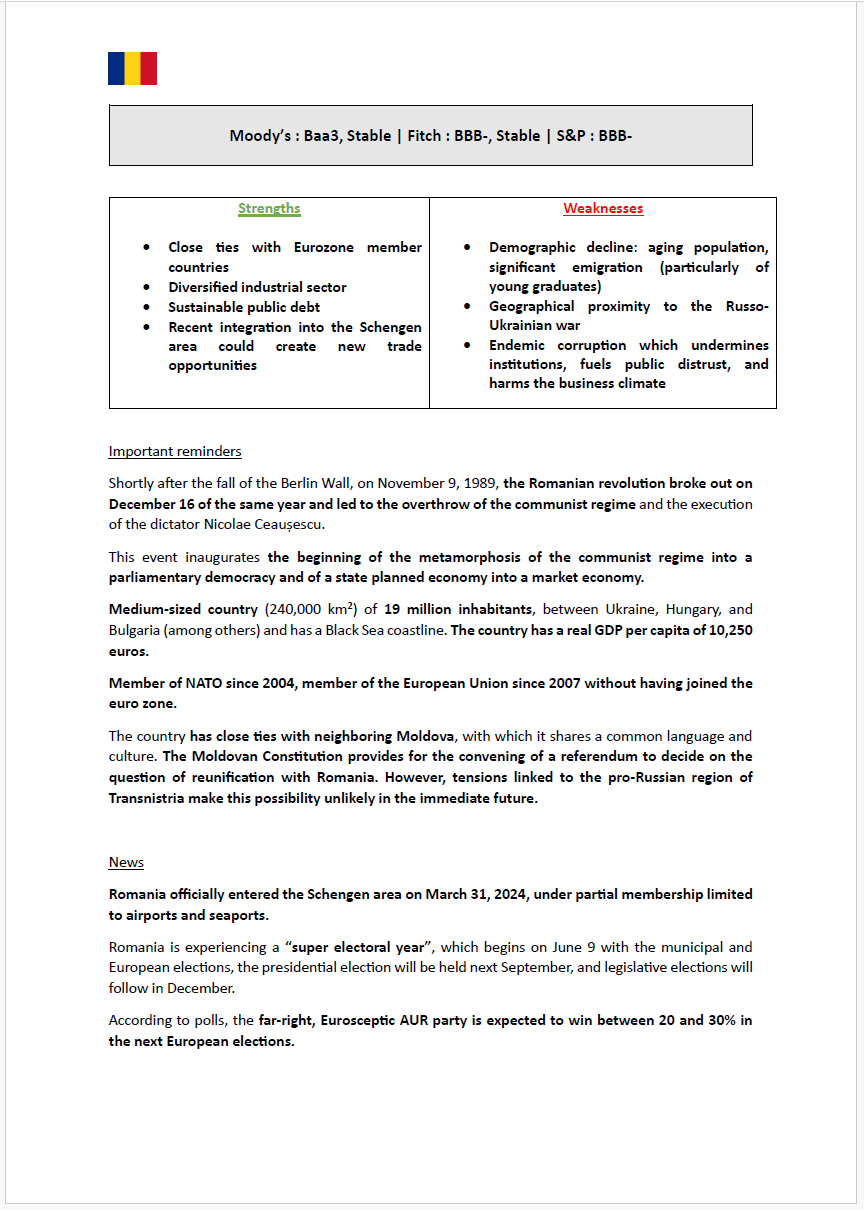 Moody's : Baa3, Stable | Fitch : BBB-, Stable | S&P : BBB-
Strengths
• Close ties with Eurozone member
countries
• Diversified industrial sector
• Sustainable public debt
• Recent integration into the Schengen
area could create new trade
opportunities
Weaknesses
• Demographic decline: aging population,
significant emigration (particularly of
young graduates)
• Geographical proximity to the Russo-
Ukrainian war
• Endemic corruption which undermines
institutions, fuels public distrust, and
harms the business climate
Important reminders
Shortly after the fall of the Berlin Wall, on November 9, 1989, the Romanian revolution broke out on
December 16 of the same year and led to the overthrow of the communist regime and the execution
of the dictator Nicolae Ceaușescu.
This event inaugurates the beginning of the metamorphosis of the communist regime into a
parliamentary democracy and of a state planned economy into a market economy.
Medium-sized country (240,000 km²) of 19 million inhabitants, between Ukraine, Hungary, and
Bulgaria (among others) and has a Black Sea coastline. The country has a real GDP per capita of 10,250
euros.
Member of NATO since 2004, member of the European Union since 2007 without having joined the
euro zone.
The country has close ties with neighboring Moldova, with which it shares a common language and
culture. The Moldovan Constitution provides for the convening of a referendum to decide on the
question of reunification with Romania. However, tensions linked to the pro-Russian region of
Transnistria make this possibility unlikely in the immediate future.
News
Romania officially entered the Schengen area on March 31, 2024, under partial membership limited
to airports and seaports.
Romania is experiencing a “super electoral year”, which begins on June 9 with the municipal and
European elections, the presidential election will be held next September, and legislative elections will
follow in December.
According to polls, the far-right, Eurosceptic AUR party is expected to win between 20 and 30% in
the next European elections.